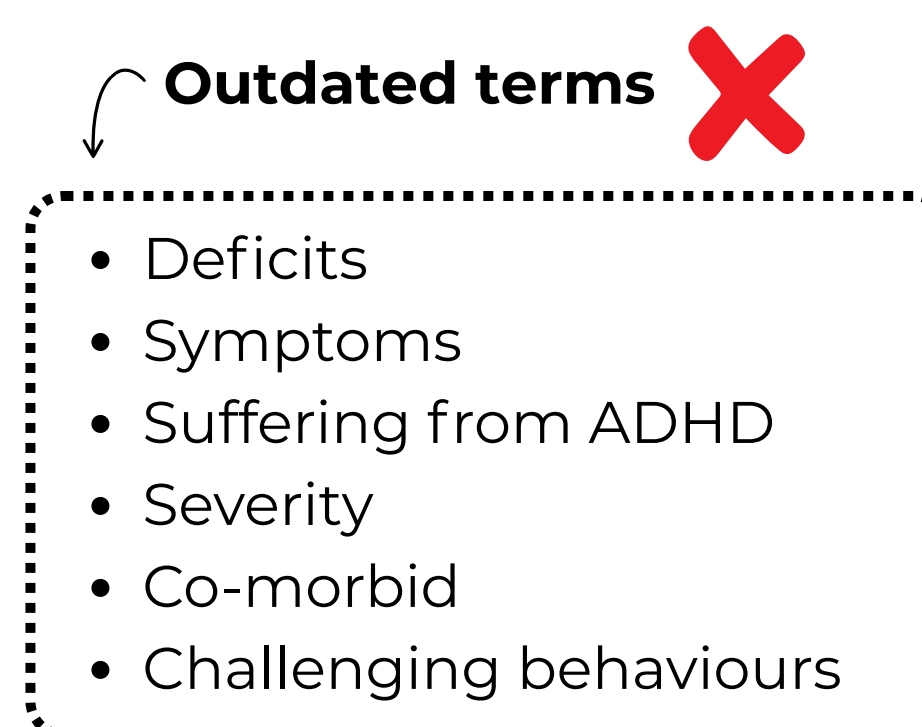 Outdated terms
• Deficits
• Symptoms
• Suffering from ADHD
• Severity
• Co-morbid
• Challenging behaviours